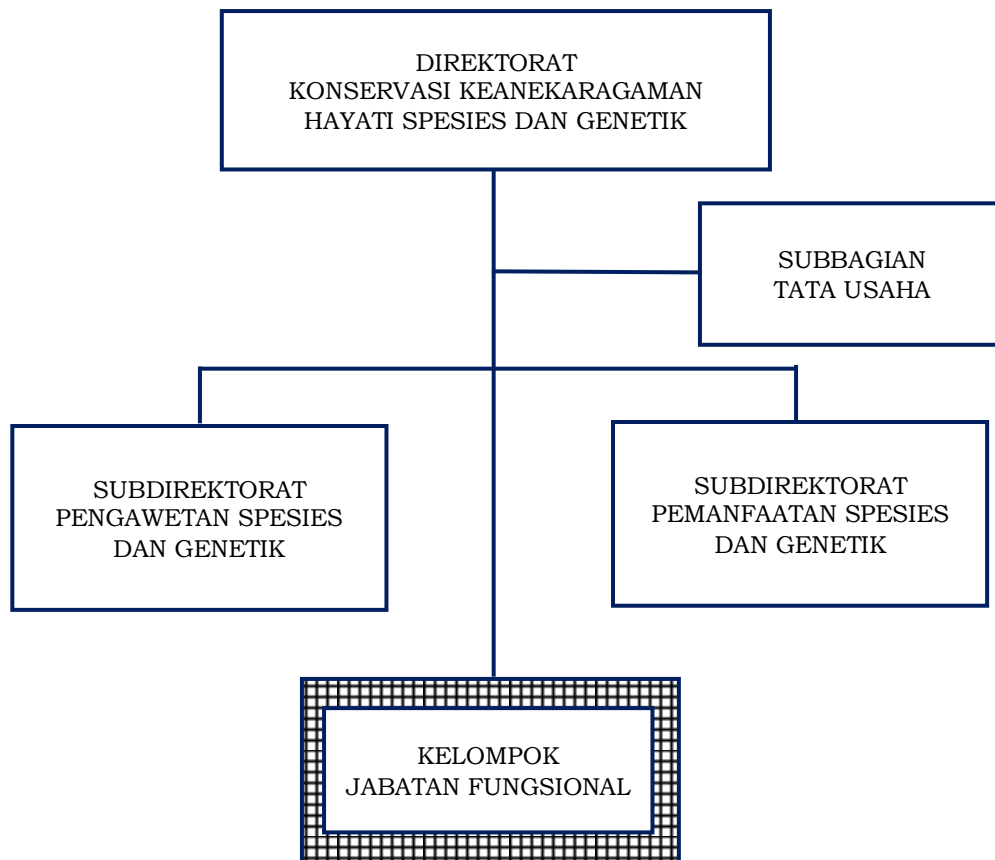 DIREKTORAT
KONSERVASI KEANEKARAGAMAN
HAYATI SPESIES DAN GENETIK
SUBBAGIAN
TATA USAHA
SUBDIREKTORAT
PENGAWETAN SPESIES
DAN GENETIK
SUBDIREKTORAT
PEMANFAATAN SPESIES
DAN GENETIK
KELOMPOK
JABATAN FUNGSIONAL